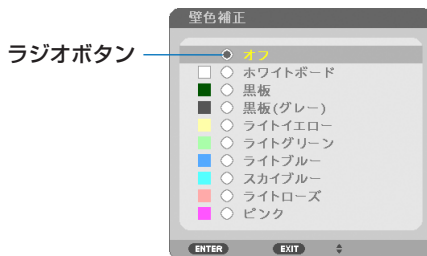 壁色補正
ラジオボタン
オフ
ホワイトボード
黒板
黒板(グレー)
ライトイエロー
ライトグリーン
ライトブルー
スカイブルー
ライトローズ
ピンク
ENTER EXIT